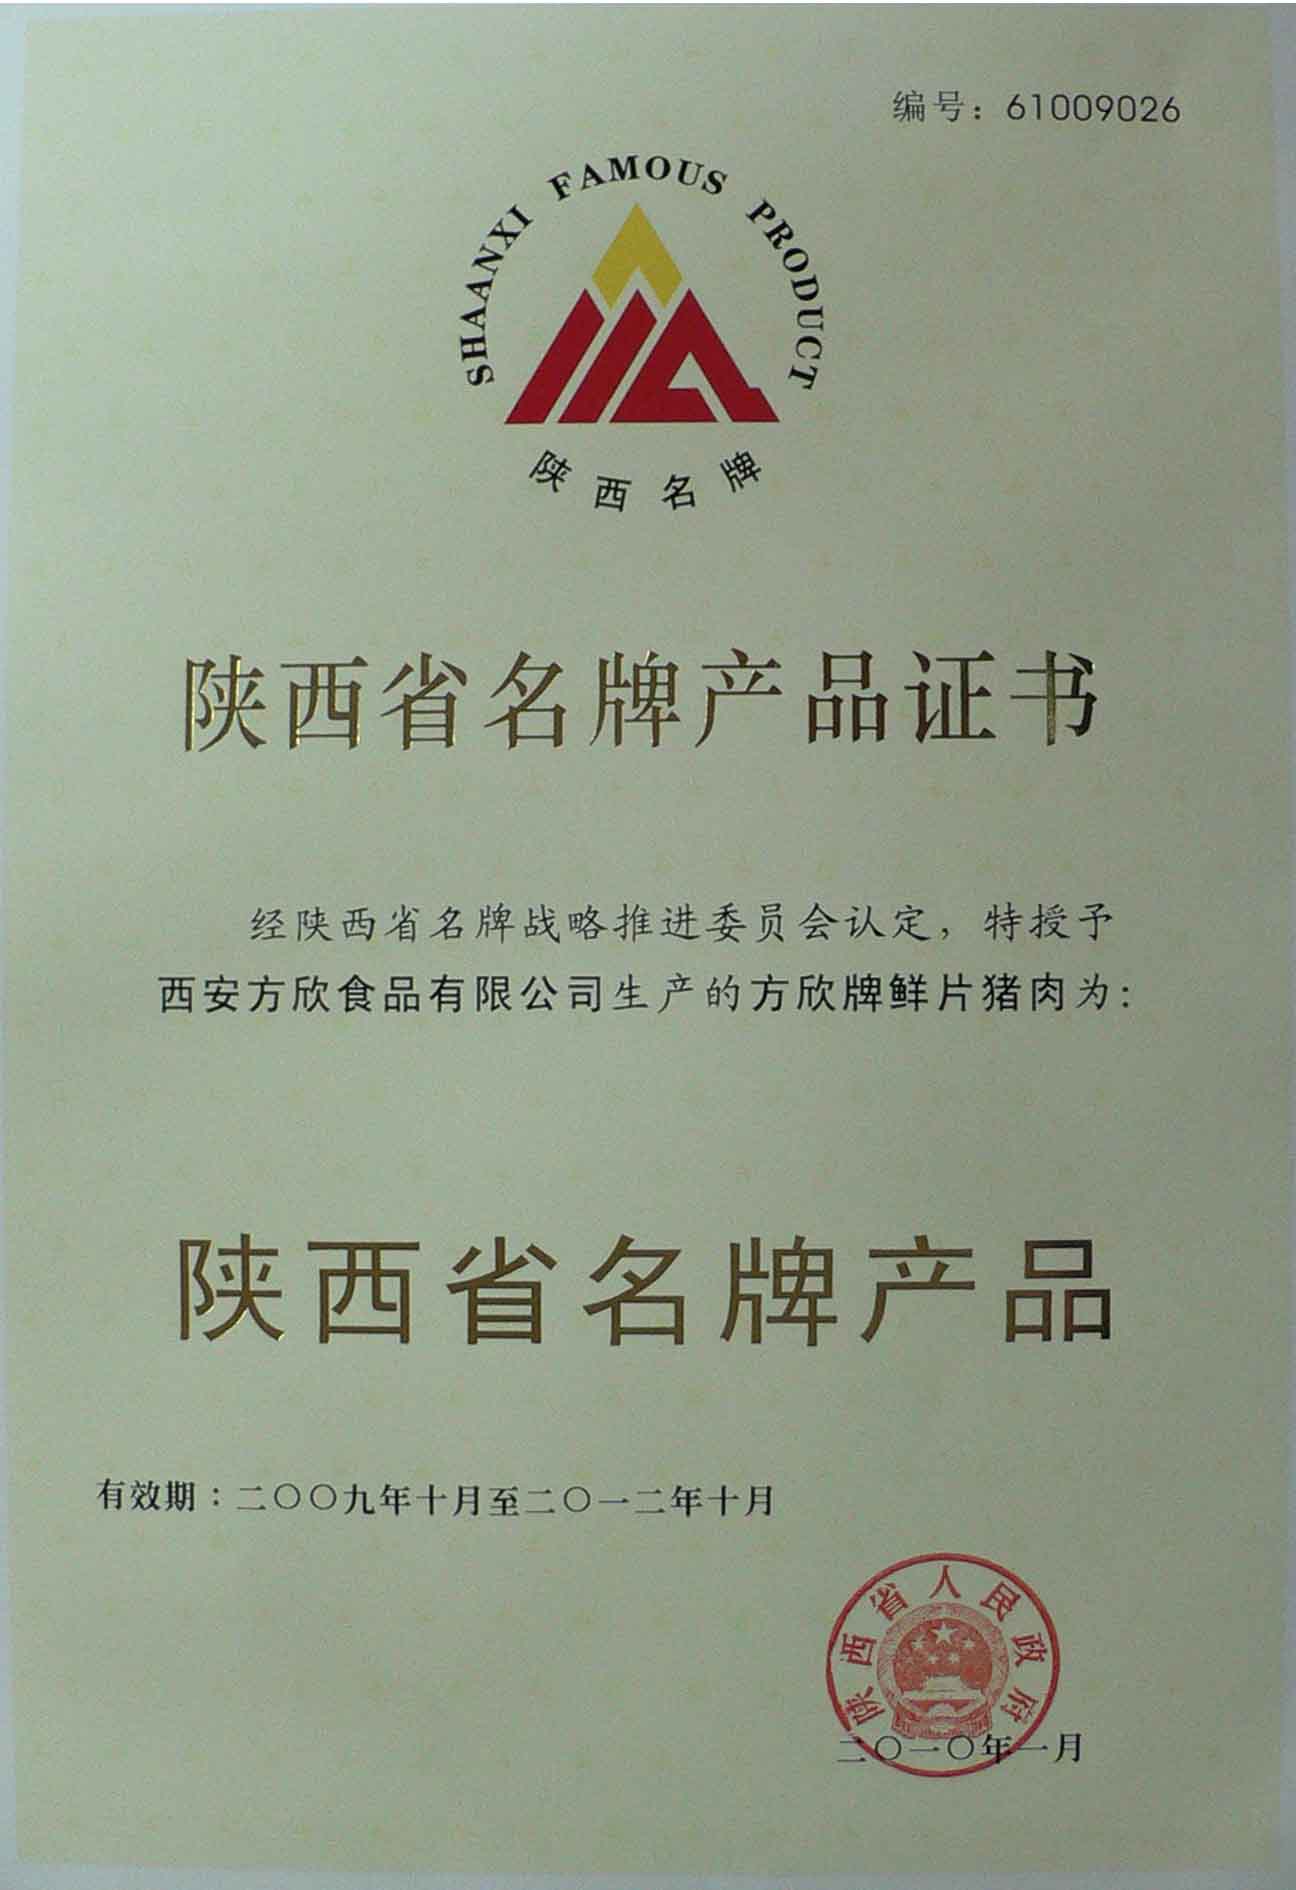 编号：61009026
SHAANXI FAMOUS PRODUCT
陕西名牌
陕西省名牌产品证书
经陕西省名牌战略推进委员会认定，特授予
西安方欣食品有限公司生产的方欣牌鲜片猪肉为：
陕西省名牌产品
有效期：二〇〇九年十月至二〇一二年十月
陕西省人民政府
二〇一〇年一月